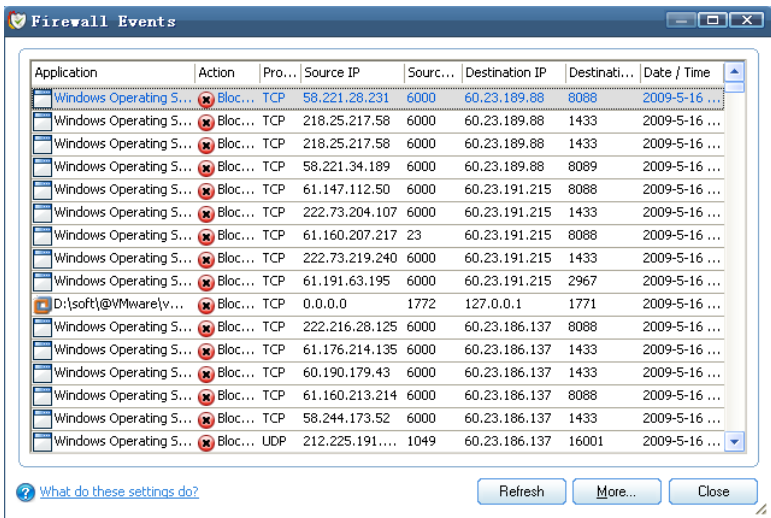 Firewall Events
Application Action Pro... Source IP Sourc... Destination IP Destinati... Date / Time
Windows Operating S... Bloc... TCP 58.221.28.231 6000 60.23.189.88 8088 2009-5-16 ...
Windows Operating S... Bloc... TCP 218.25.217.58 6000 60.23.189.88 1433 2009-5-16 ...
Windows Operating S... Bloc... TCP 218.25.217.58 6000 60.23.189.88 1433 2009-5-16 ...
Windows Operating S... Bloc... TCP 58.221.34.189 6000 60.23.189.88 8089 2009-5-16 ...
Windows Operating S... Bloc... TCP 61.147.112.50 6000 60.23.191.215 8088 2009-5-16 ...
Windows Operating S... Bloc... TCP 222.73.204.107 6000 60.23.191.215 1433 2009-5-16 ...
Windows Operating S... Bloc... TCP 61.160.207.217 23 60.23.191.215 8088 2009-5-16 ...
Windows Operating S... Bloc... TCP 222.73.219.240 6000 60.23.191.215 1433 2009-5-16 ...
Windows Operating S... Bloc... TCP 61.191.63.195 6000 60.23.191.215 2967 2009-5-16 ...
D:\soft\@VMware\v... Bloc... TCP 0.0.0.0 1772 127.0.0.1 1771 2009-5-16 ...
Windows Operating S... Bloc... TCP 222.216.28.125 6000 60.23.186.137 8088 2009-5-16 ...
Windows Operating S... Bloc... TCP 61.176.214.135 6000 60.23.186.137 1433 2009-5-16 ...
Windows Operating S... Bloc... TCP 60.190.179.43 6000 60.23.186.137 1433 2009-5-16 ...
Windows Operating S... Bloc... TCP 61.160.213.214 6000 60.23.186.137 8088 2009-5-16 ...
Windows Operating S... Bloc... TCP 58.244.173.52 6000 60.23.186.137 1433 2009-5-16 ...
Windows Operating S... Bloc... UDP 212.225.191.... 1049 60.23.186.137 16001 2009-5-16 ...
What do these settings do? Refresh More... Close